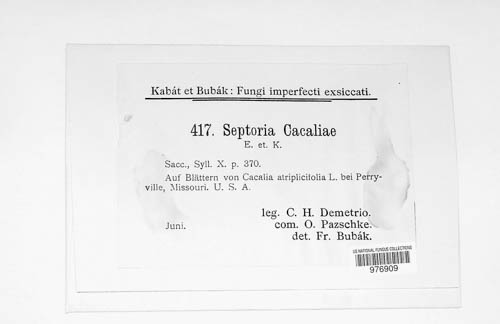 Kabát et Bubák: Fungi imperfecti exsiccati.
417. Septoria Cacaliae
E. et. K.
Sacc., Syll. X. p. 370.
Auf Blättern von Cacalia atriplicifolia L. bei Perry-
ville, Missouri. U. S. A.
leg. C. H. Demetrio.
Juni. com. O. Pazschke.
det. Fr. Bubák.
US NATIONAL FUNGUS COLLECTIONS
976909